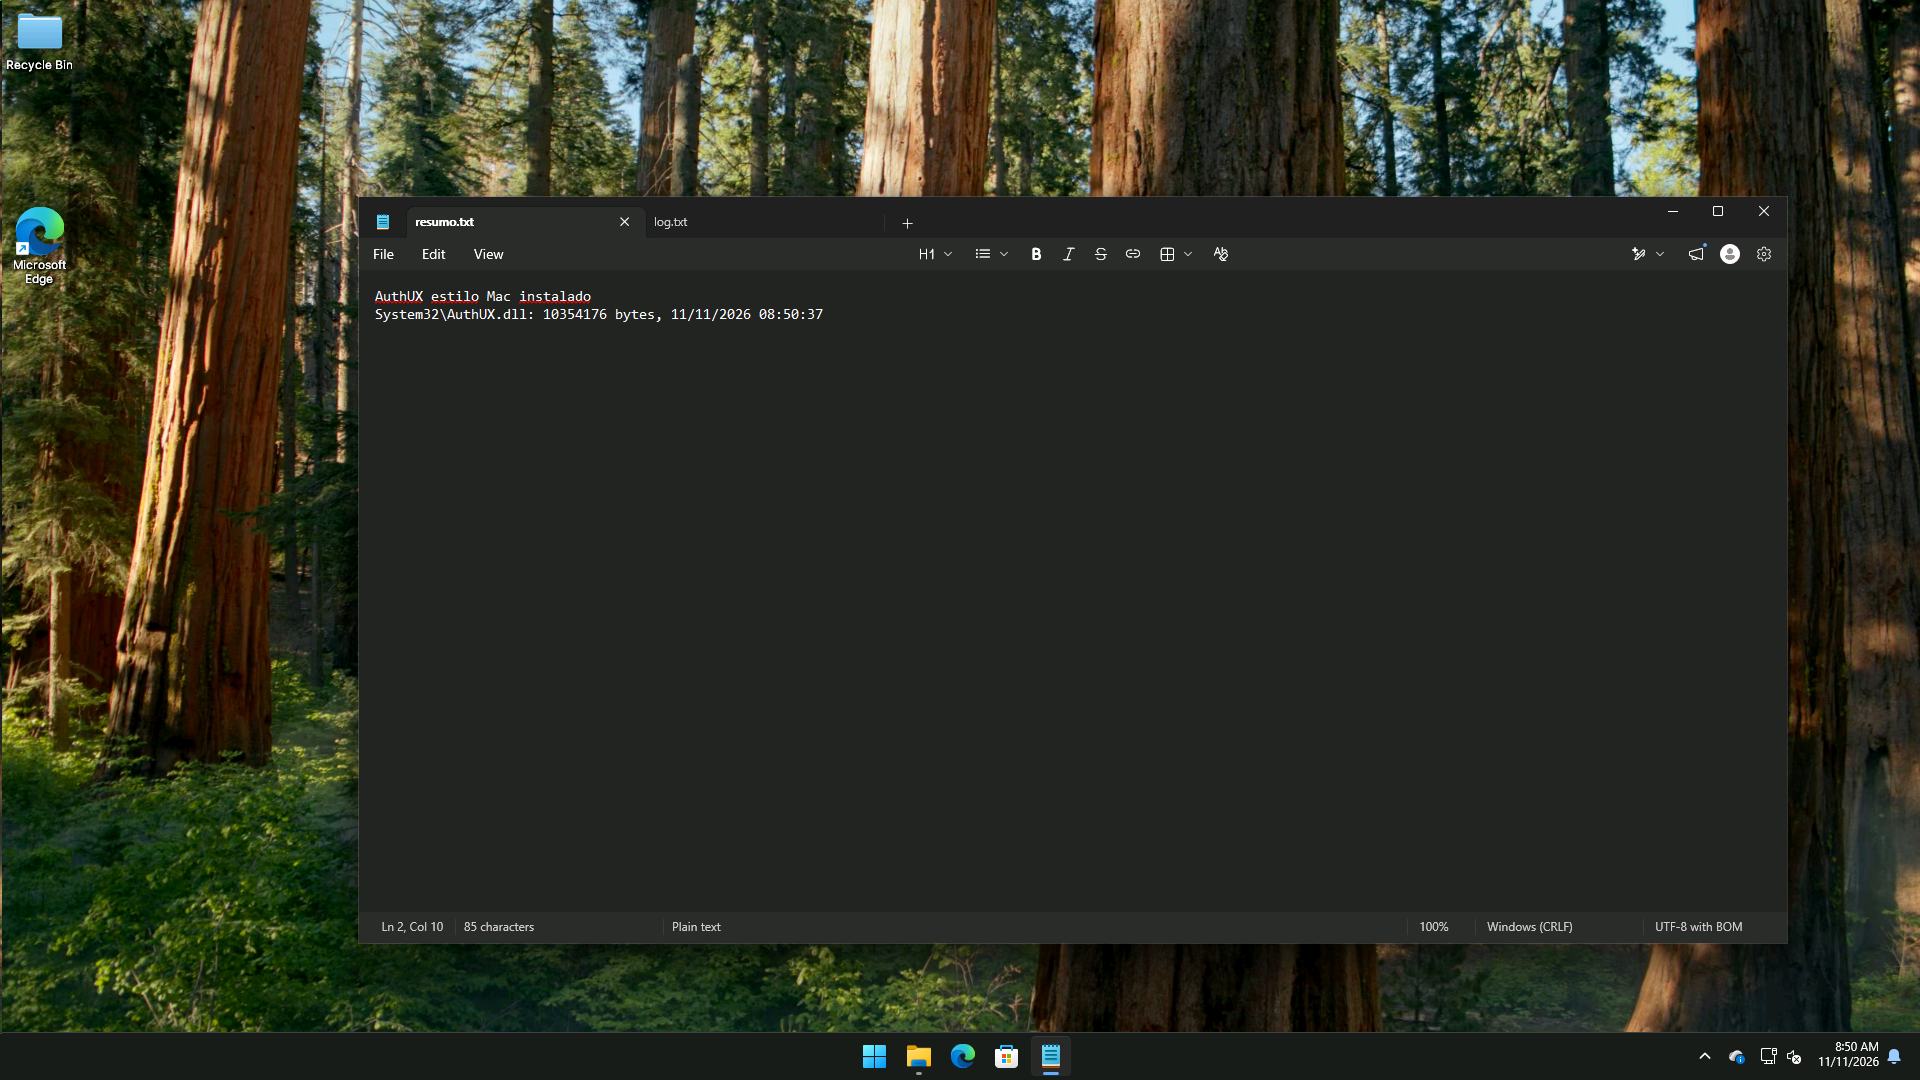 Recycle Bin
Microsoft
Edge
resumo.txt
log.txt
File
Edit
View
H1
AuthUX estilo Mac instalado
System32\AuthUX.dll: 10354176 bytes, 11/11/2026 08:50:37
Ln 2, Col 10
85 characters
Plain text
100%
Windows (CRLF)
UTF-8 with BOM
8:50 AM
11/11/2026